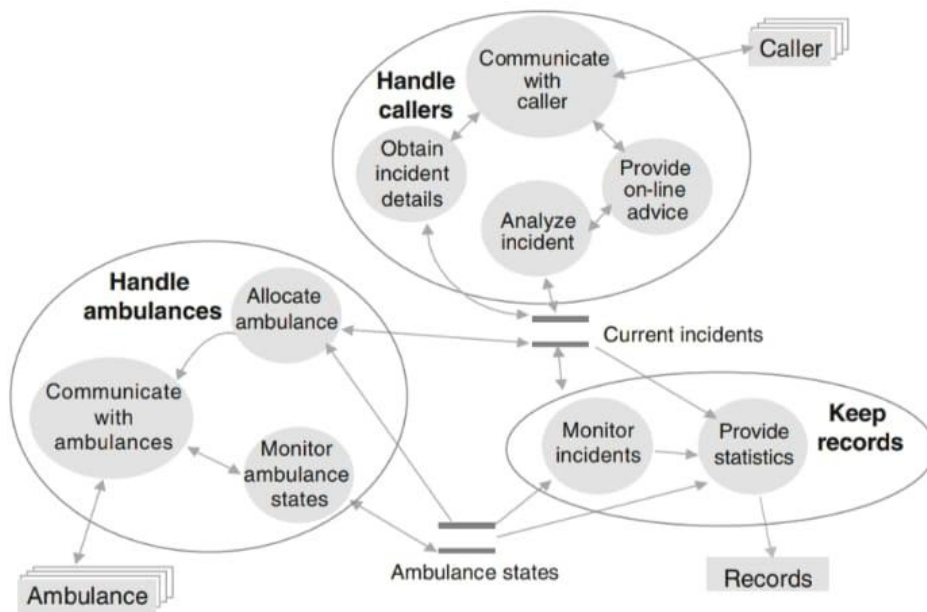 Caller
Handle
callers
Communicate
with
caller
Obtain
incident
details
Provide
on-line
advice
Analyze
incident
Handle
ambulances
Allocate
ambulance
Current incidents
Communicate
with
ambulances
Monitor
ambulance
states
Monitor
incidents
Provide
statistics
Keep
records
Ambulance states
Ambulance
Records